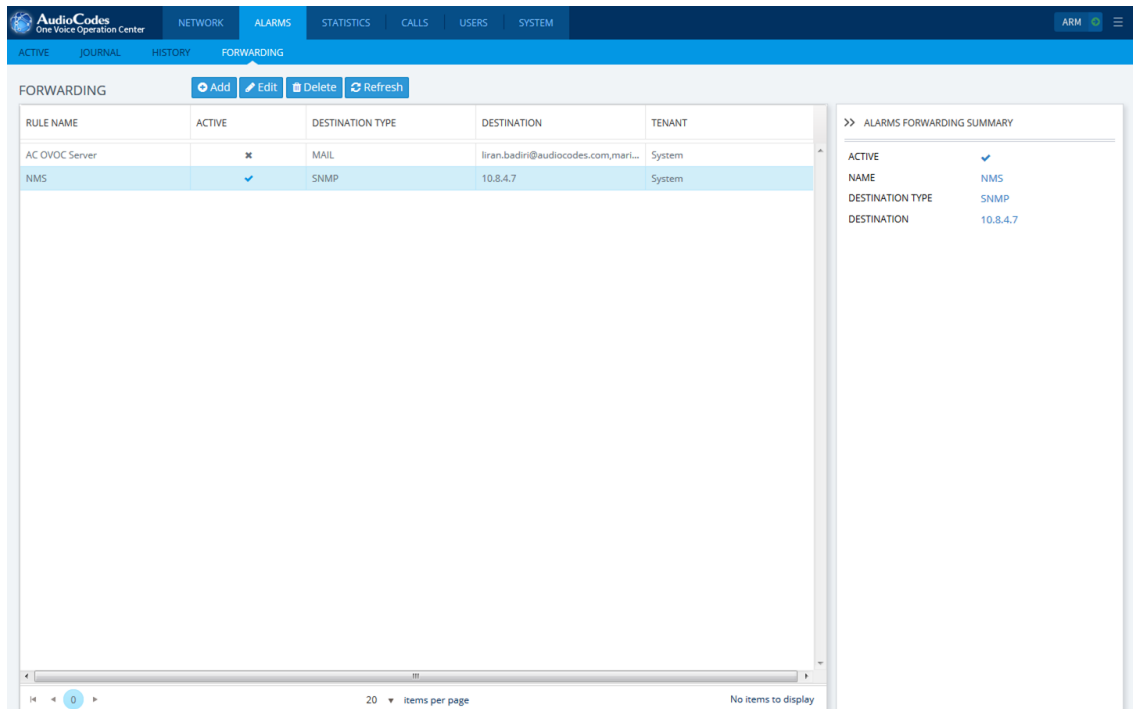 AudioCodes
One Voice Operation Center
NETWORK ALARMS STATISTICS CALLS USERS SYSTEM
ARM
ACTIVE JOURNAL HISTORY FORWARDING
FORWARDING
Add Edit Delete Refresh
RULE NAME ACTIVE DESTINATION TYPE DESTINATION TENANT
AC OVOC Server MAIL liran.badiri@audiocodes.com,mari... System
NMS SNMP 10.8.4.7 System
ALARMS FORWARDING SUMMARY
ACTIVE
NAME NMS
DESTINATION TYPE SNMP
DESTINATION 10.8.4.7
0 20 items per page No items to display